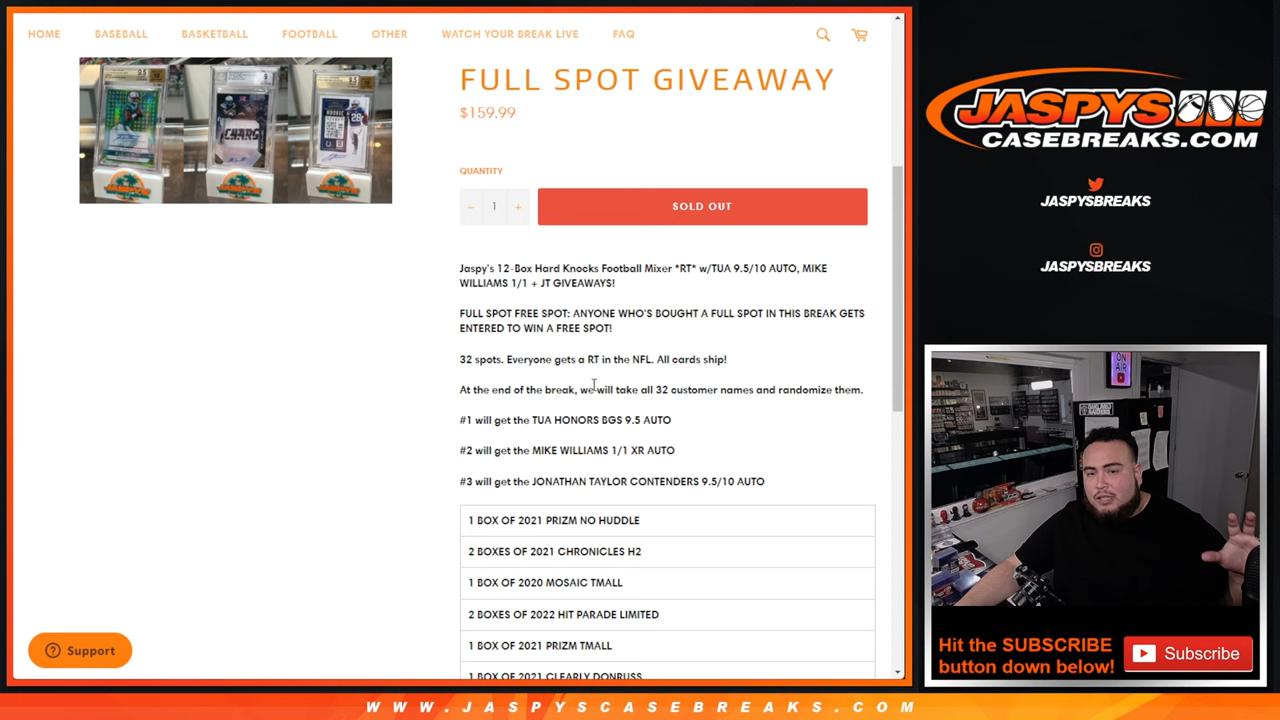 HOME BASEBALL BASKETBALL FOOTBALL OTHER WATCH YOUR BREAK LIVE FAQ
FULL SPOT GIVEAWAY
$159.99
QUANTITY
− 1 + SOLD OUT
Jaspy's 12-Box Hard Knocks Football Mixer *RT* w/TUA 9.5/10 AUTO, MIKE
WILLIAMS 1/1 + JT GIVEAWAYS!
FULL SPOT FREE SPOT: ANYONE WHO'S BOUGHT A FULL SPOT IN THIS BREAK GETS
ENTERED TO WIN A FREE SPOT!
32 spots. Everyone gets a RT in the NFL. All cards ship!
At the end of the break, we will take all 32 customer names and randomize them.
#1 will get the TUA HONORS BGS 9.5 AUTO
#2 will get the MIKE WILLIAMS 1/1 XR AUTO
#3 will get the JONATHAN TAYLOR CONTENDERS 9.5/10 AUTO
1 BOX OF 2021 PRIZM NO HUDDLE
2 BOXES OF 2021 CHRONICLES H2
1 BOX OF 2020 MOSAIC TMALL
2 BOXES OF 2022 HIT PARADE LIMITED
1 BOX OF 2021 PRIZM TMALL
1 BOX OF 2021 CLEARLY DONRUSS
Support
JASPYS
CASEBREAKS.COM
JASPYSBREAKS
JASPYSBREAKS
ON
AIR
Hit the SUBSCRIBE
button down below!
Subscribe
WWW.JASPYSCASEBREAKS.COM